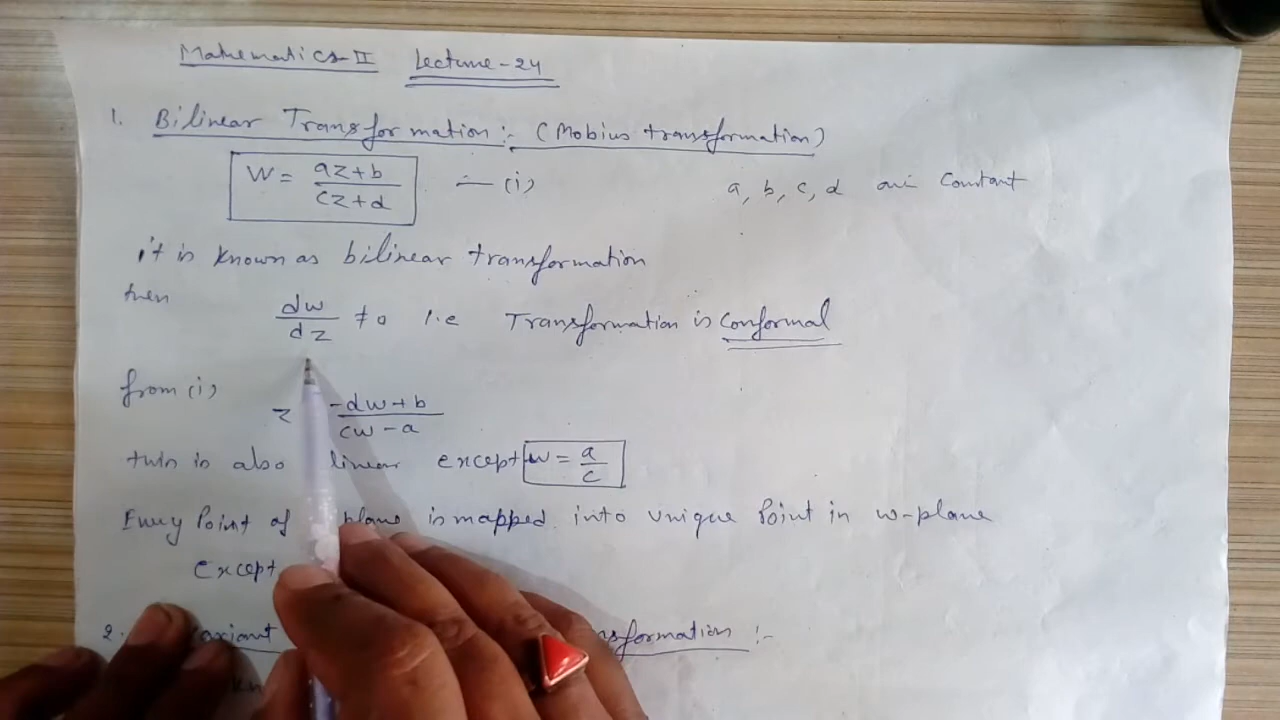 Mathematics-II Lecture-24
1. Bilinear Transformation:- (Mobius transformation)
W = az+b / cz+d — (i) a, b, c, d are Constant
it is known as bilinear transformation
then dw/dz ≠ 0 i.e Transformation is Conformal
from (i)
z -dw+b / cw-a
this is also linear except w = a/c
Every Point of plane is mapped into unique Point in w-plane
Except
2. :-